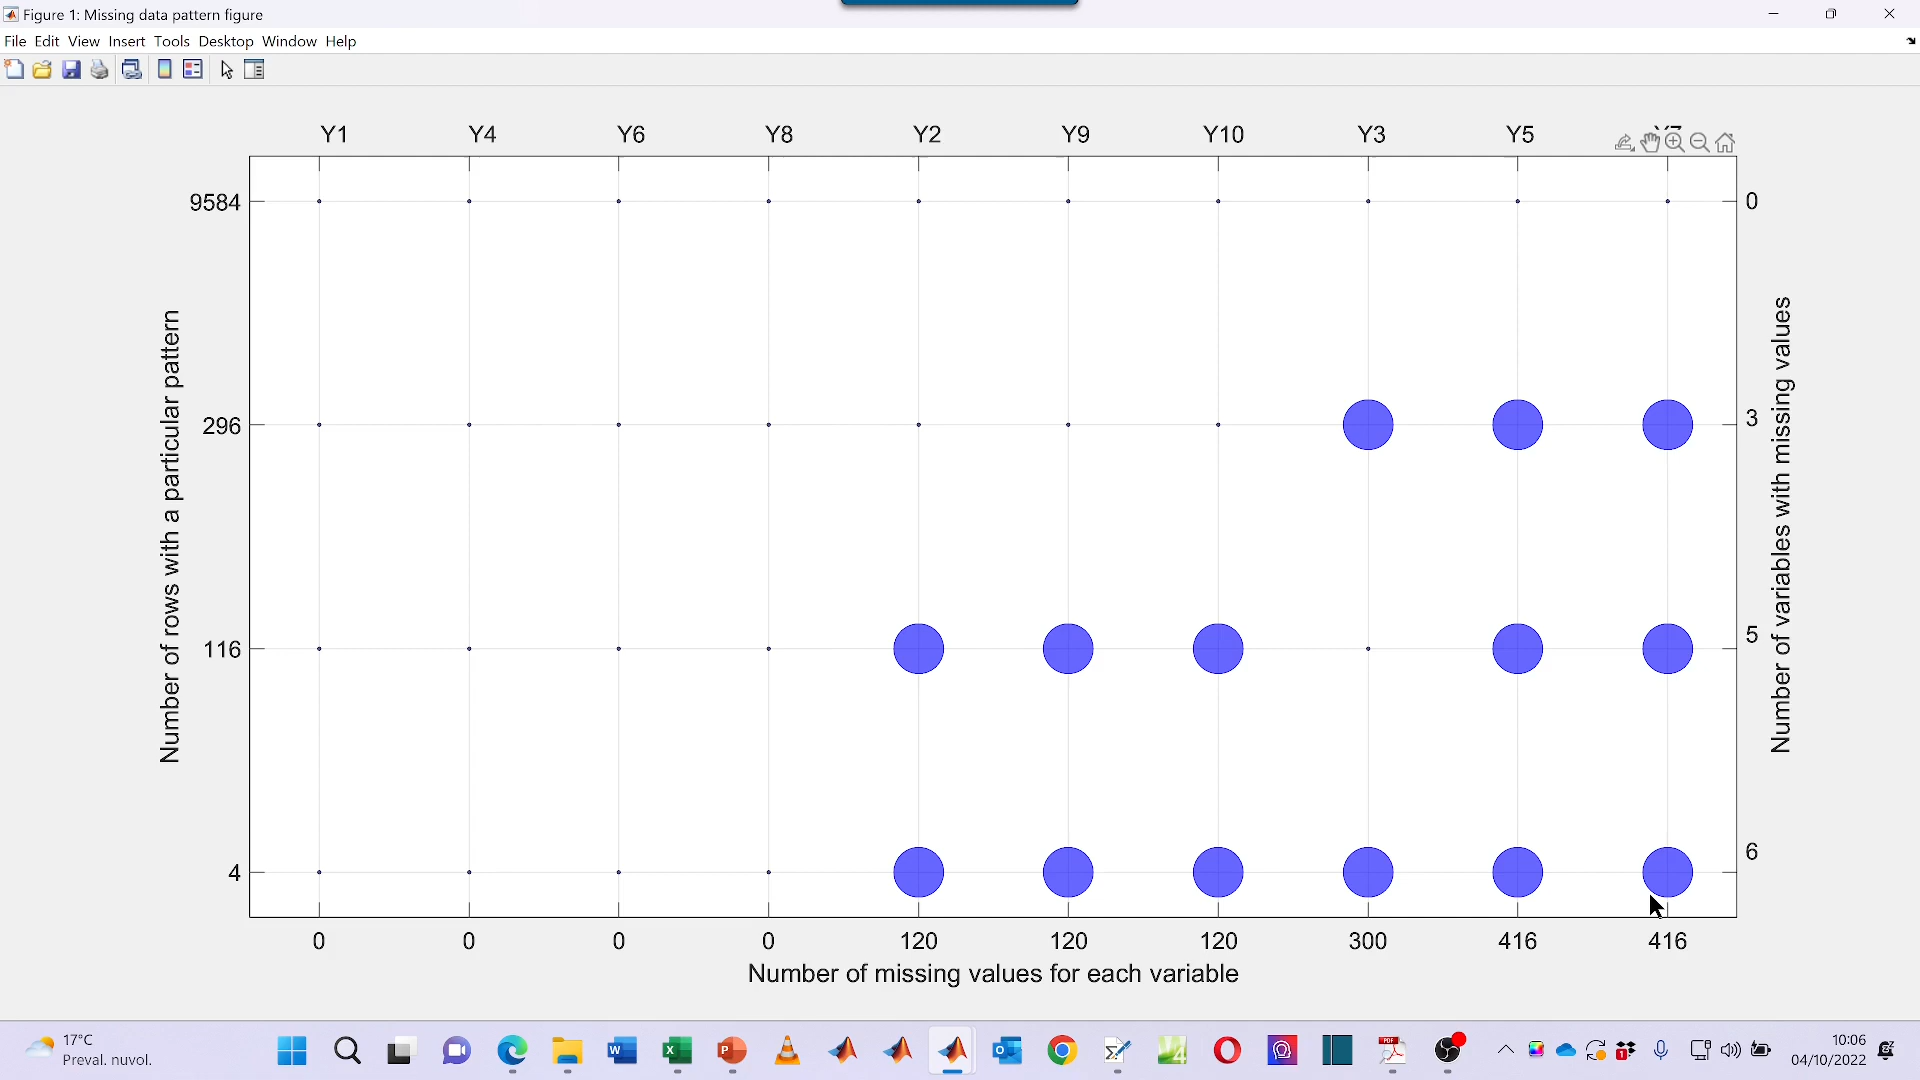 Figure 1: Missing data pattern figure
File Edit View Insert Tools Desktop Window Help
Y1 Y4 Y6 Y8 Y2 Y9 Y10 Y3 Y5
9584 0
296 3
116 5
4 6
Number of rows with a particular pattern
Number of variables with missing values
0 0 0 0 120 120 120 300 416 416
Number of missing values for each variable
17°C
Preval. nuvol.
10:06
04/10/2022